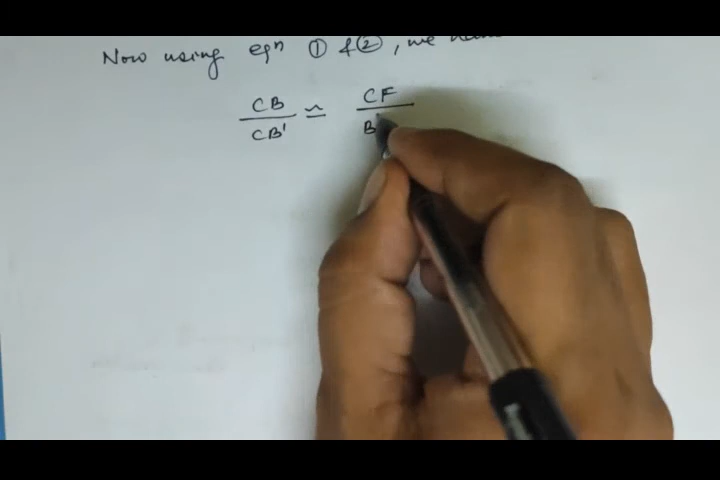 Now using eqn ① & ②, we
CB/CB' ≃ CF/B'